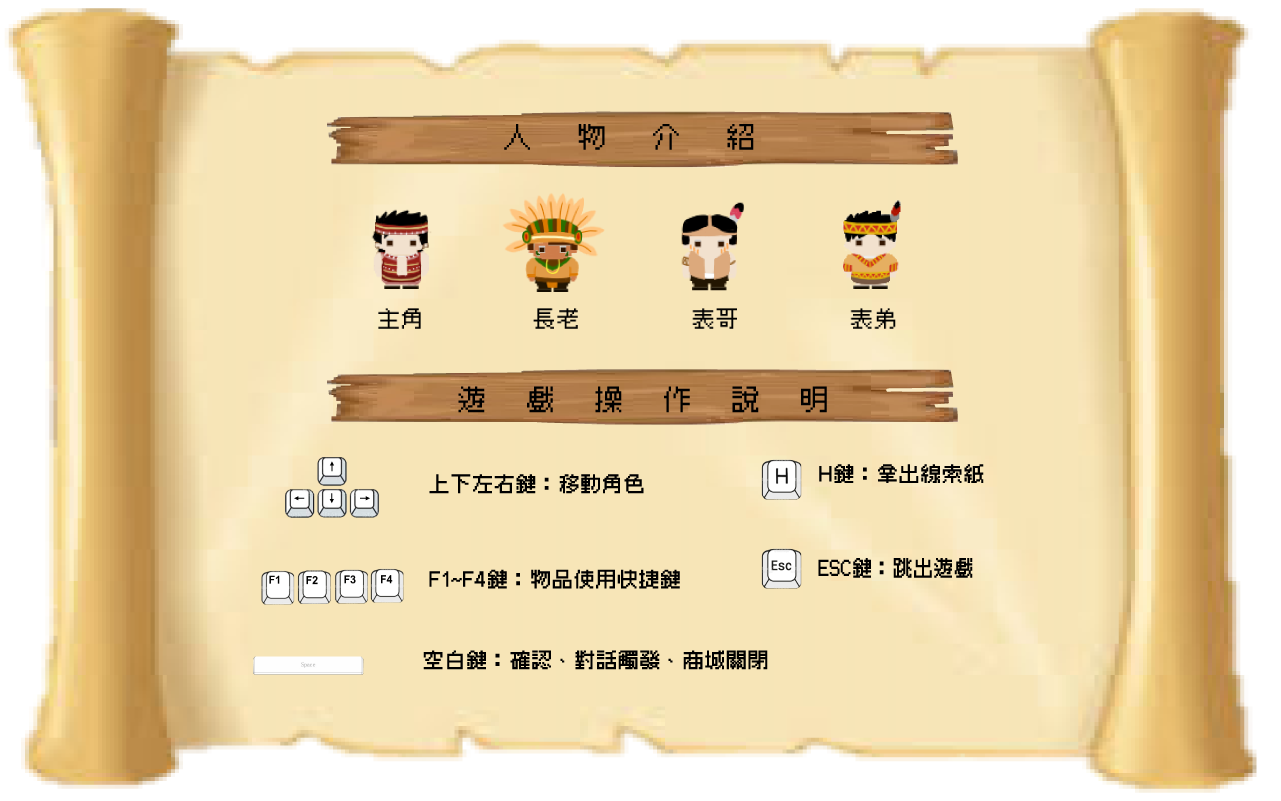 人物介紹
主角 長老 表哥 表弟
遊戲操作說明
↑
← ↓ →
上下左右鍵：移動角色
H
H鍵：拿出線索紙
F1 F2 F3 F4
F1~F4鍵：物品使用快捷鍵
Esc
ESC鍵：跳出遊戲
Space
空白鍵：確認、對話觸發、商城關閉